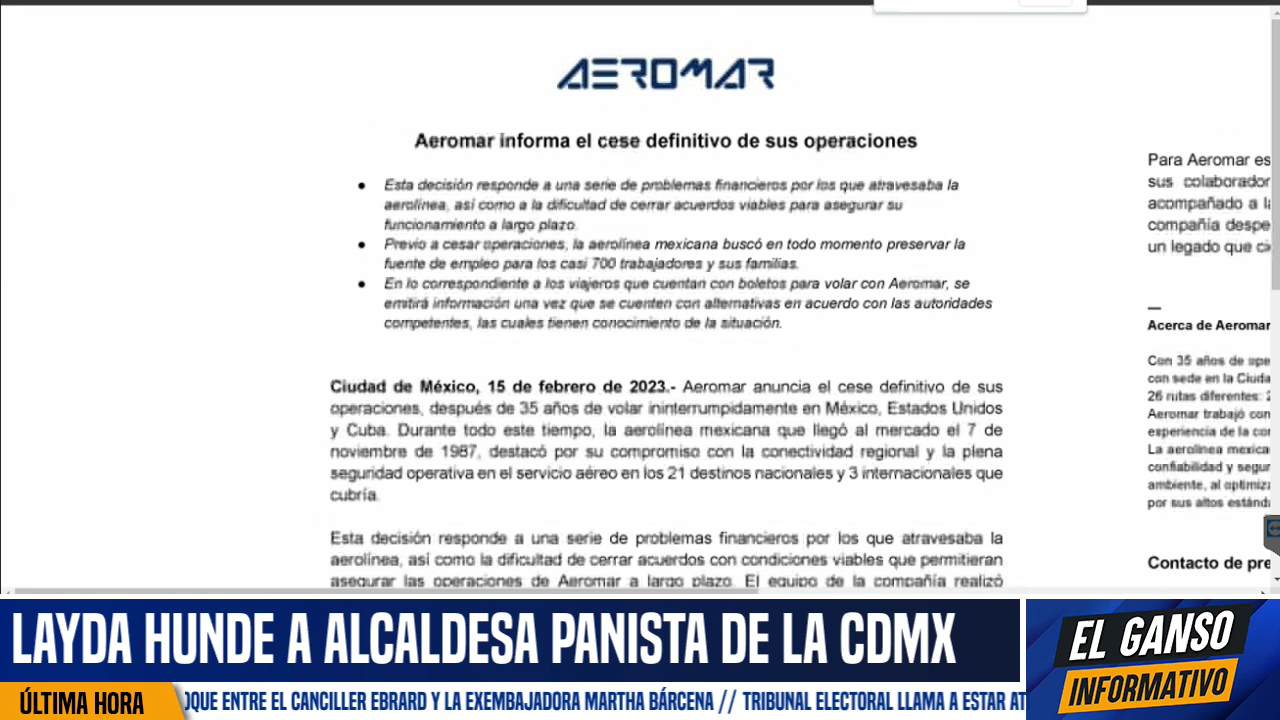 AEROMAR
Aeromar informa el cese definitivo de sus operaciones
● Esta decisión responde a una serie de problemas financieros por los que atravesaba la
aerolínea, así como a la dificultad de cerrar acuerdos viables para asegurar su
funcionamiento a largo plazo.
● Previo a cesar operaciones, la aerolínea mexicana buscó en todo momento preservar la
fuente de empleo para los casi 700 trabajadores y sus familias.
● En lo correspondiente a los viajeros que cuentan con boletos para volar con Aeromar, se
emitirá información una vez que se cuenten con alternativas en acuerdo con las autoridades
competentes, las cuales tienen conocimiento de la situación.
Ciudad de México, 15 de febrero de 2023.- Aeromar anuncia el cese definitivo de sus
operaciones, después de 35 años de volar ininterrumpidamente en México, Estados Unidos
y Cuba. Durante todo este tiempo, la aerolínea mexicana que llegó al mercado el 7 de
noviembre de 1987, destacó por su compromiso con la conectividad regional y la plena
seguridad operativa en el servicio aéreo en los 21 destinos nacionales y 3 internacionales que
cubría.
Esta decisión responde a una serie de problemas financieros por los que atravesaba la
aerolínea, así como la dificultad de cerrar acuerdos con condiciones viables que permitieran
asegurar las operaciones de Aeromar a largo plazo. El equipo de la compañía realizó
Para Aeromar es
sus colaborador
acompañado a la
compañía despe
un legado que
—
Acerca de Aeromar
Con 35 años de ope
con sede en la Ciuda
26 rutas diferentes: 2
Aeromar trabajó con
experiencia de la co
La aerolínea mexica
confiabilidad y segur
ambiente, al optimiz
por sus altos estánd
Contacto de pre
LAYDA HUNDE A ALCALDESA PANISTA DE LA CDMX
EL GANSO
INFORMATIVO
ÚLTIMA HORA
OQUE ENTRE EL CANCILLER EBRARD Y LA EXEMBAJADORA MARTHA BÁRCENA // TRIBUNAL ELECTORAL LLAMA A ESTAR AT